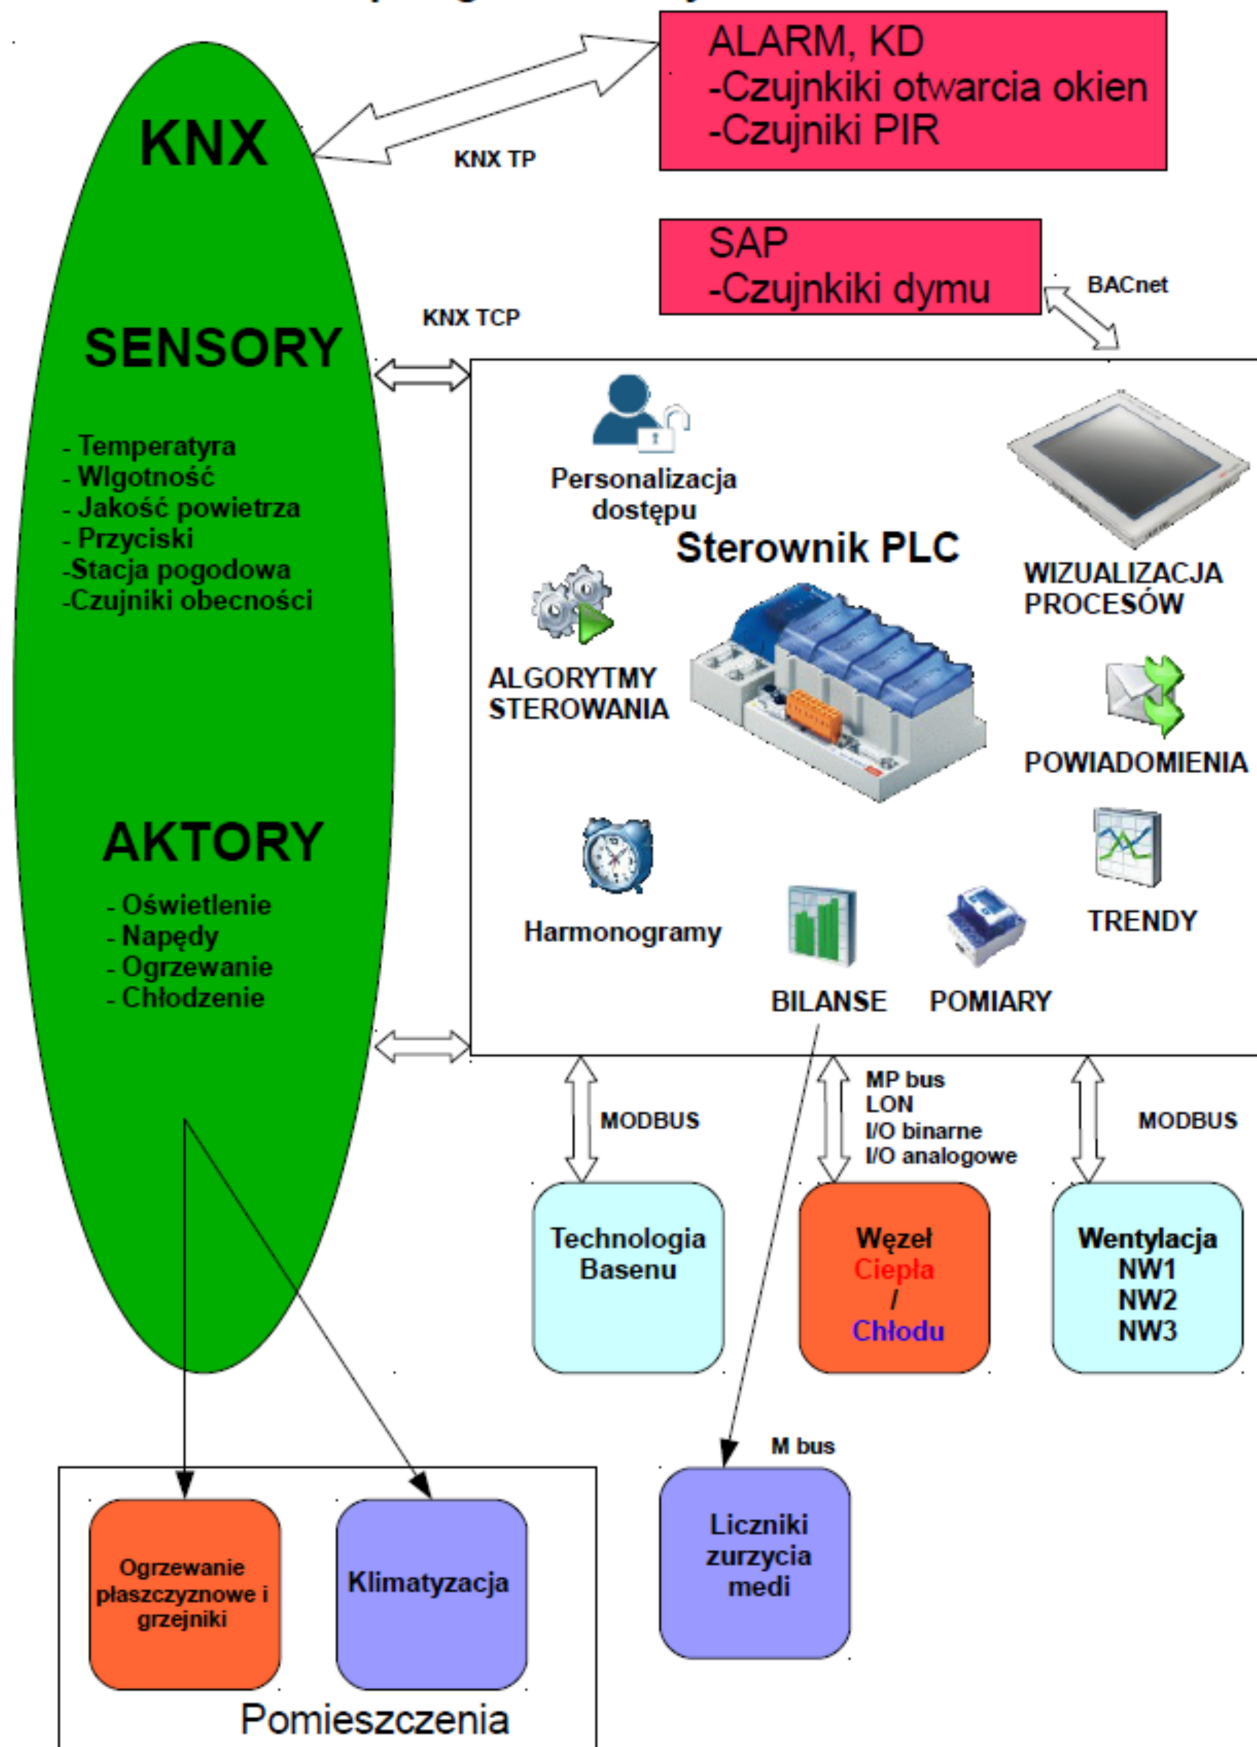 KNX
SENSORY
- Temperatyra
- Wlgotność
- Jakość powietrza
- Przyciski
-Stacja pogodowa
-Czujniki obecności
AKTORY
- Oświetlenie
- Napędy
- Ogrzewanie
- Chłodzenie
KNX TP
ALARM, KD
-Czujnkiki otwarcia okien
-Czujniki PIR
SAP
-Czujnkiki dymu
BACnet
KNX TCP
Personalizacja
dostępu
Sterownik PLC
WIZUALIZACJA
PROCESÓW
ALGORYTMY
STEROWANIA
POWIADOMIENIA
Harmonogramy
BILANSE
POMIARY
TRENDY
MODBUS
MP bus
LON
I/O binarne
I/O analogowe
MODBUS
Technologia
Basenu
Węzeł
Ciepła
/
Chłodu
Wentylacja
NW1
NW2
NW3
M bus
Liczniki
zurzycia
medi
Ogrzewanie
płaszczyznowe i
grzejniki
Klimatyzacja
Pomieszczenia